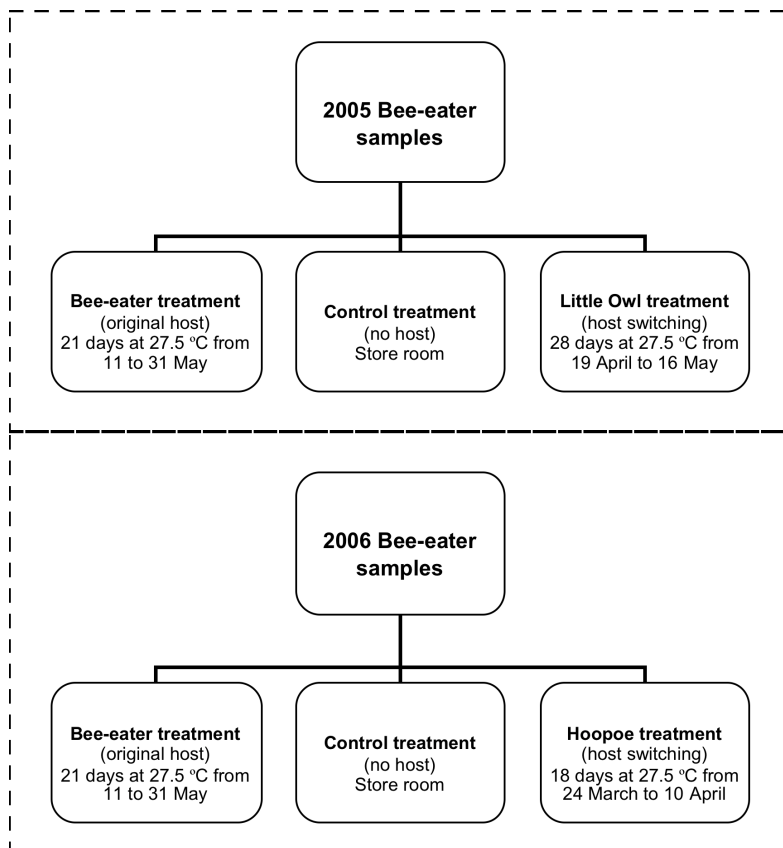 2005 Bee-eater
samples
Bee-eater treatment
(original host)
21 days at 27.5 ºC from
11 to 31 May
Control treatment
(no host)
Store room
Little Owl treatment
(host switching)
28 days at 27.5 ºC from
19 April to 16 May
2006 Bee-eater
samples
Bee-eater treatment
(original host)
21 days at 27.5 ºC from
11 to 31 May
Control treatment
(no host)
Store room
Hoopoe treatment
(host switching)
18 days at 27.5 ºC from
24 March to 10 April